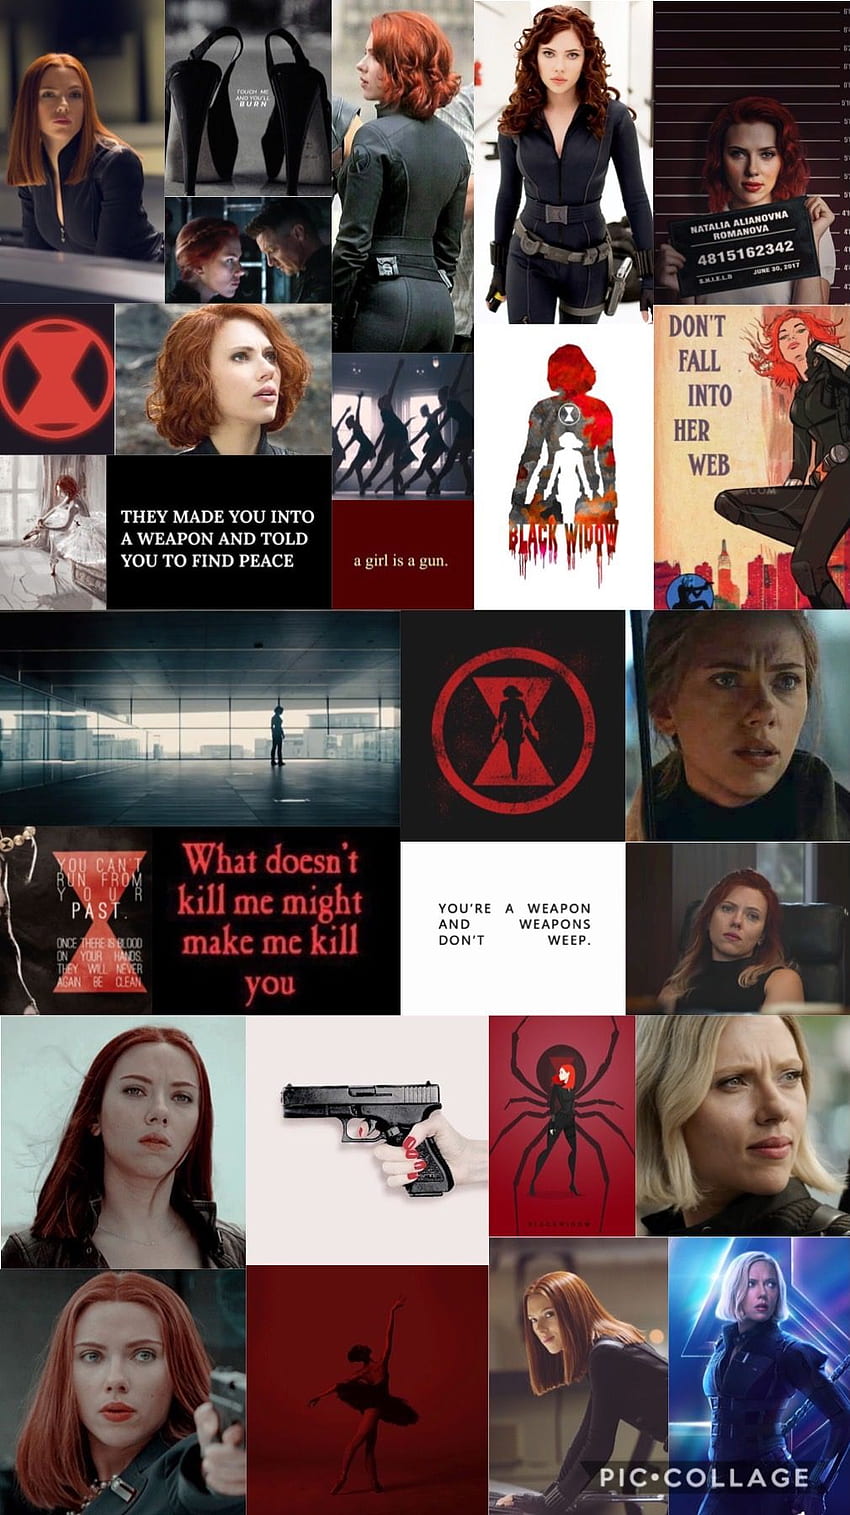 TOUCH ME
AND YOU'LL
BURN
NATALIA ALIANOVNA
ROMANOVA
4815162342
S.H.I.E.L.D JUNE 30, 2017
DON'T
FALL
INTO
HER
WEB
.COM
THEY MADE YOU INTO
A WEAPON AND TOLD
YOU TO FIND PEACE
a girl is a gun.
BLACK WIDOW
YOU CAN'T
RUN FROM
YOUR
PAST.
ONCE THERE IS BLOOD
ON YOUR HANDS,
THEY WILL NEVER
AGAIN BE CLEAN
What doesn't
kill me might
make me kill
you
YOU'RE A WEAPON
AND WEAPONS
DON'T WEEP.
BLACKWIDOW
PIC•COLLAGE